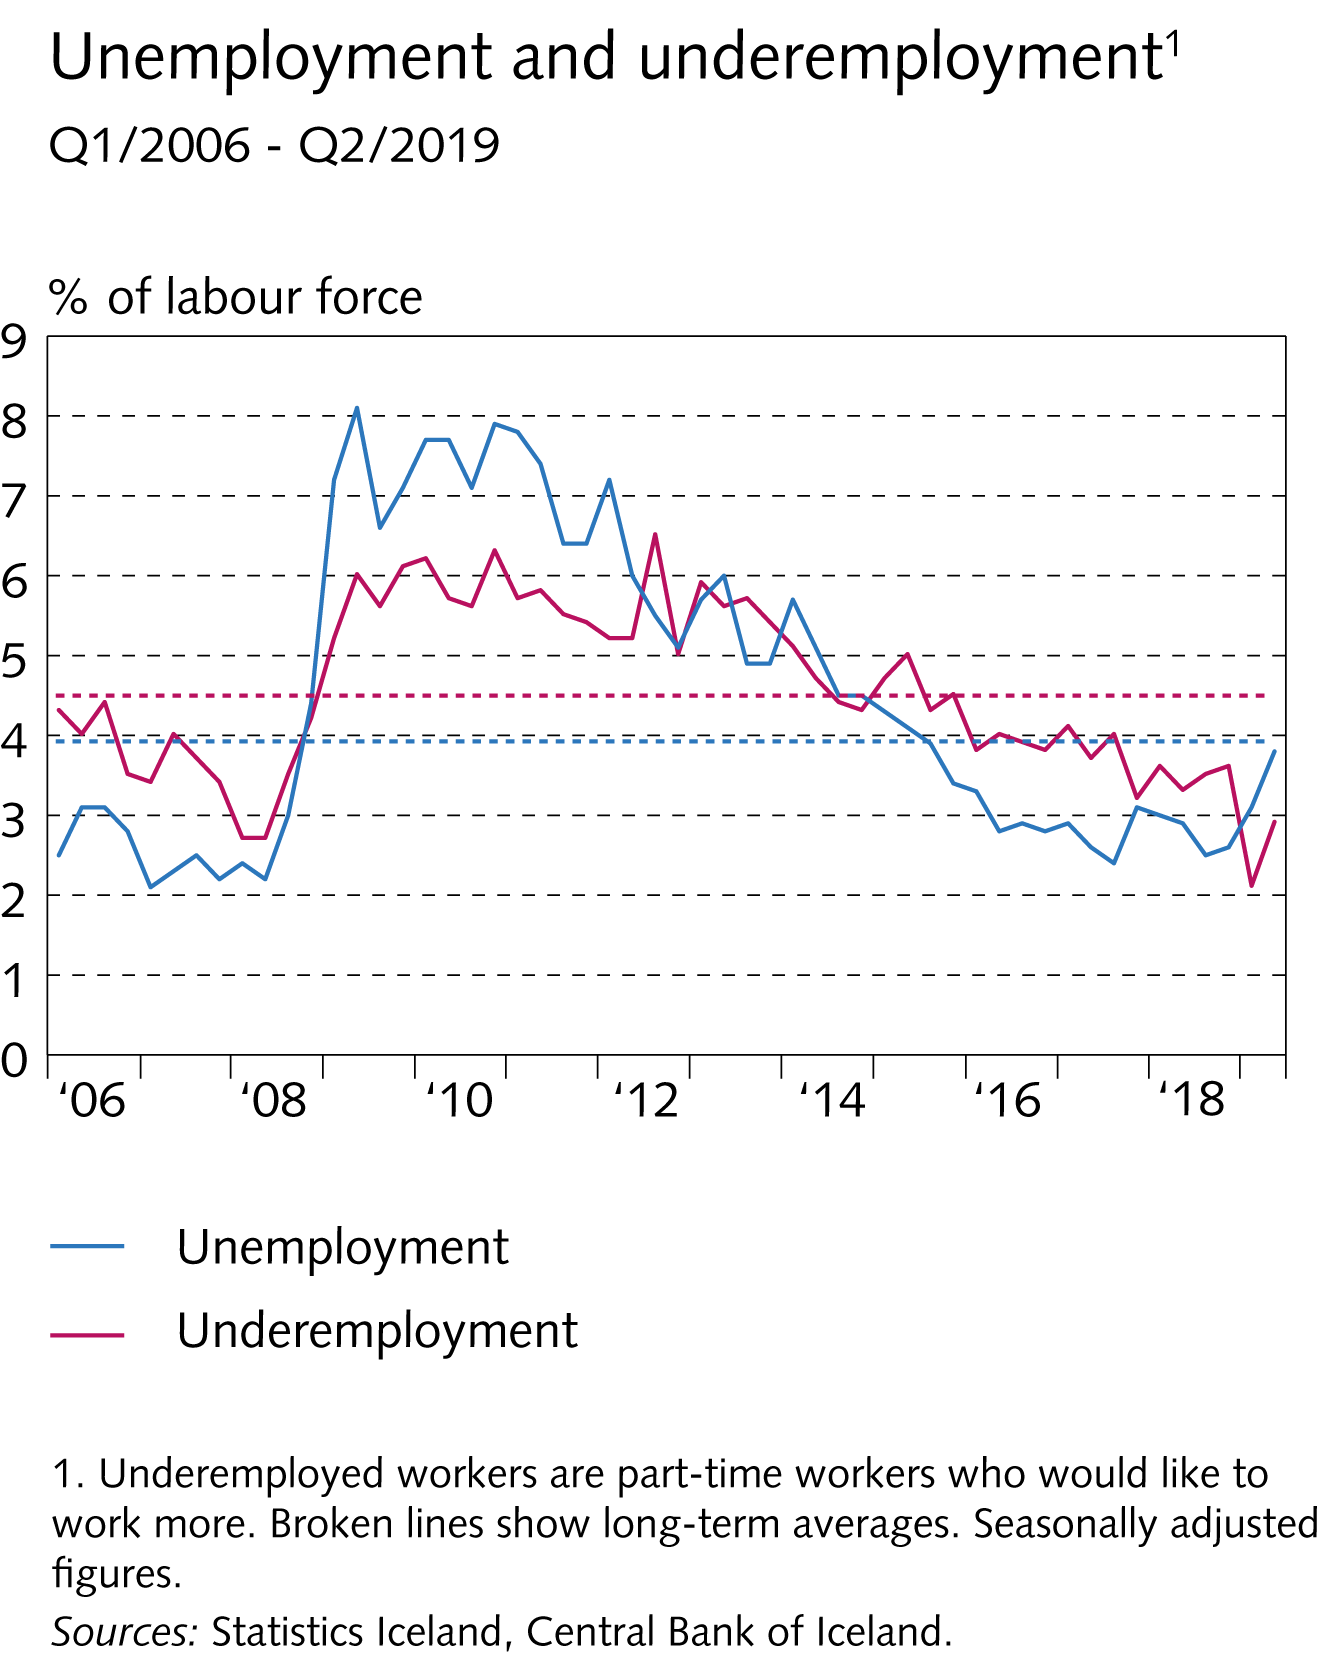 Unemployment and underemployment¹
Q1/2006 - Q2/2019
% of labour force
9
8
7
6
5
4
3
2
1
0
‘06 ‘08 ‘10 ‘12 ‘14 ‘16 ‘18
Unemployment
Underemployment
1. Underemployed workers are part-time workers who would like to
work more. Broken lines show long-term averages. Seasonally adjusted
figures.
Sources: Statistics Iceland, Central Bank of Iceland.